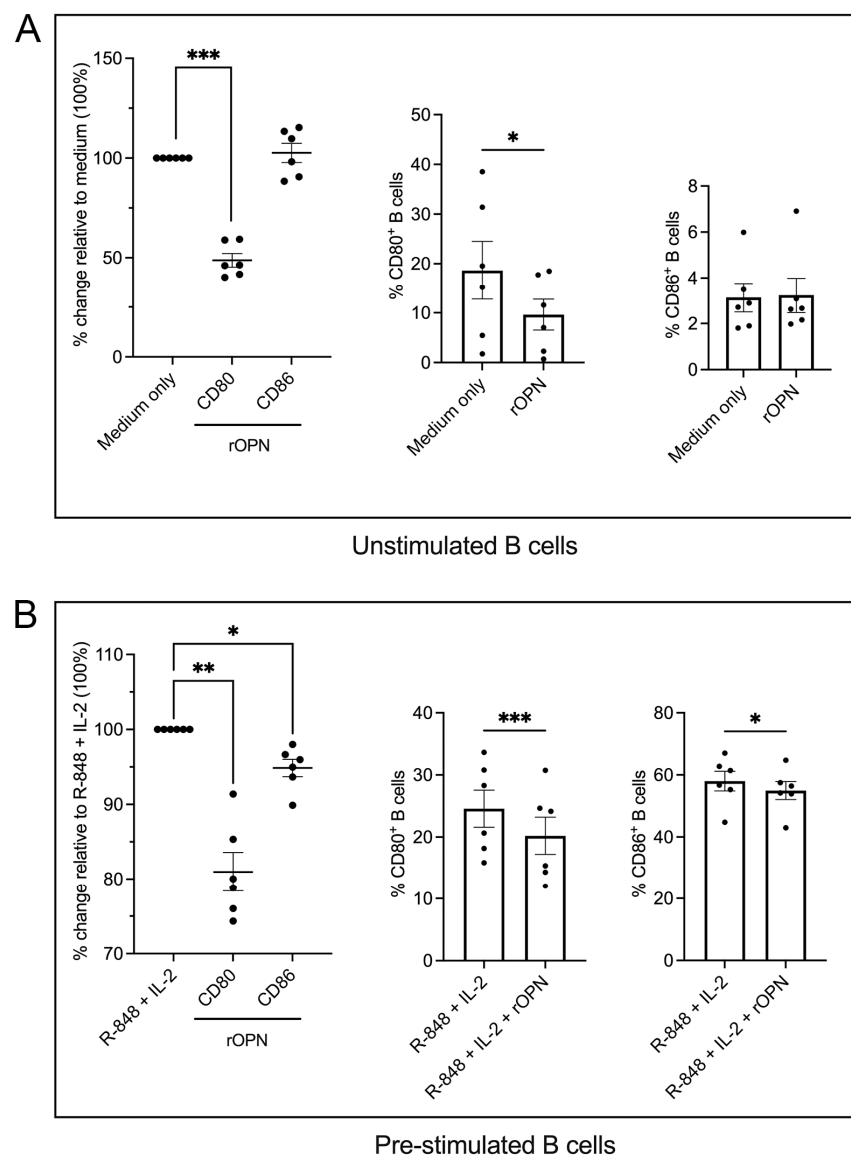 A
% change relative to medium (100%)
150
100
50
0
***
Medium only
CD80
CD86
rOPN
% CD80+ B cells
50
40
30
20
10
0
*
Medium only
rOPN
% CD86+ B cells
8
6
4
2
0
Medium only
rOPN
Unstimulated B cells
B
% change relative to R-848 + IL-2 (100%)
110
100
90
80
70
*
**
R-848 + IL-2
CD80
CD86
rOPN
% CD80+ B cells
40
30
20
10
0
***
R-848 + IL-2
R-848 + IL-2 + rOPN
% CD86+ B cells
80
60
40
20
0
*
R-848 + IL-2
R-848 + IL-2 + rOPN
Pre-stimulated B cells